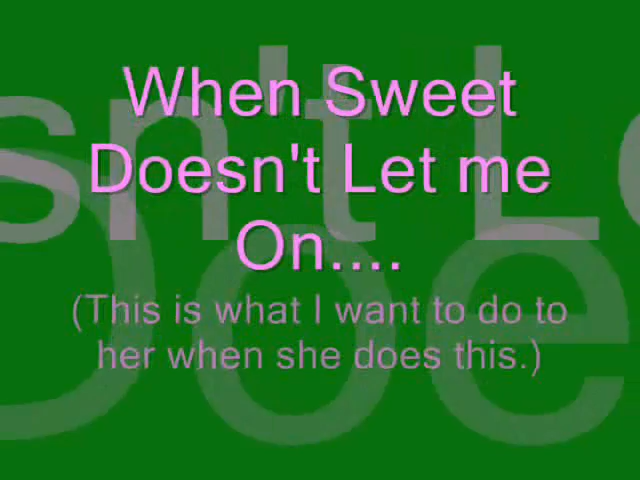 When Sweet
Doesn't Let me
On....
(This is what I want to do to
her when she does this.)